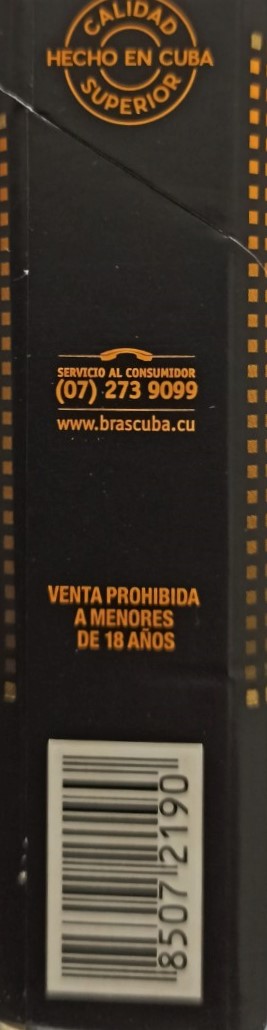 CALIDAD
HECHO EN CUBA
SUPERIOR
SERVICIO AL CONSUMIDOR
(07) 273 9099
www.brascuba.cu
VENTA PROHIBIDA
A MENORES
DE 18 AÑOS
8507 2190